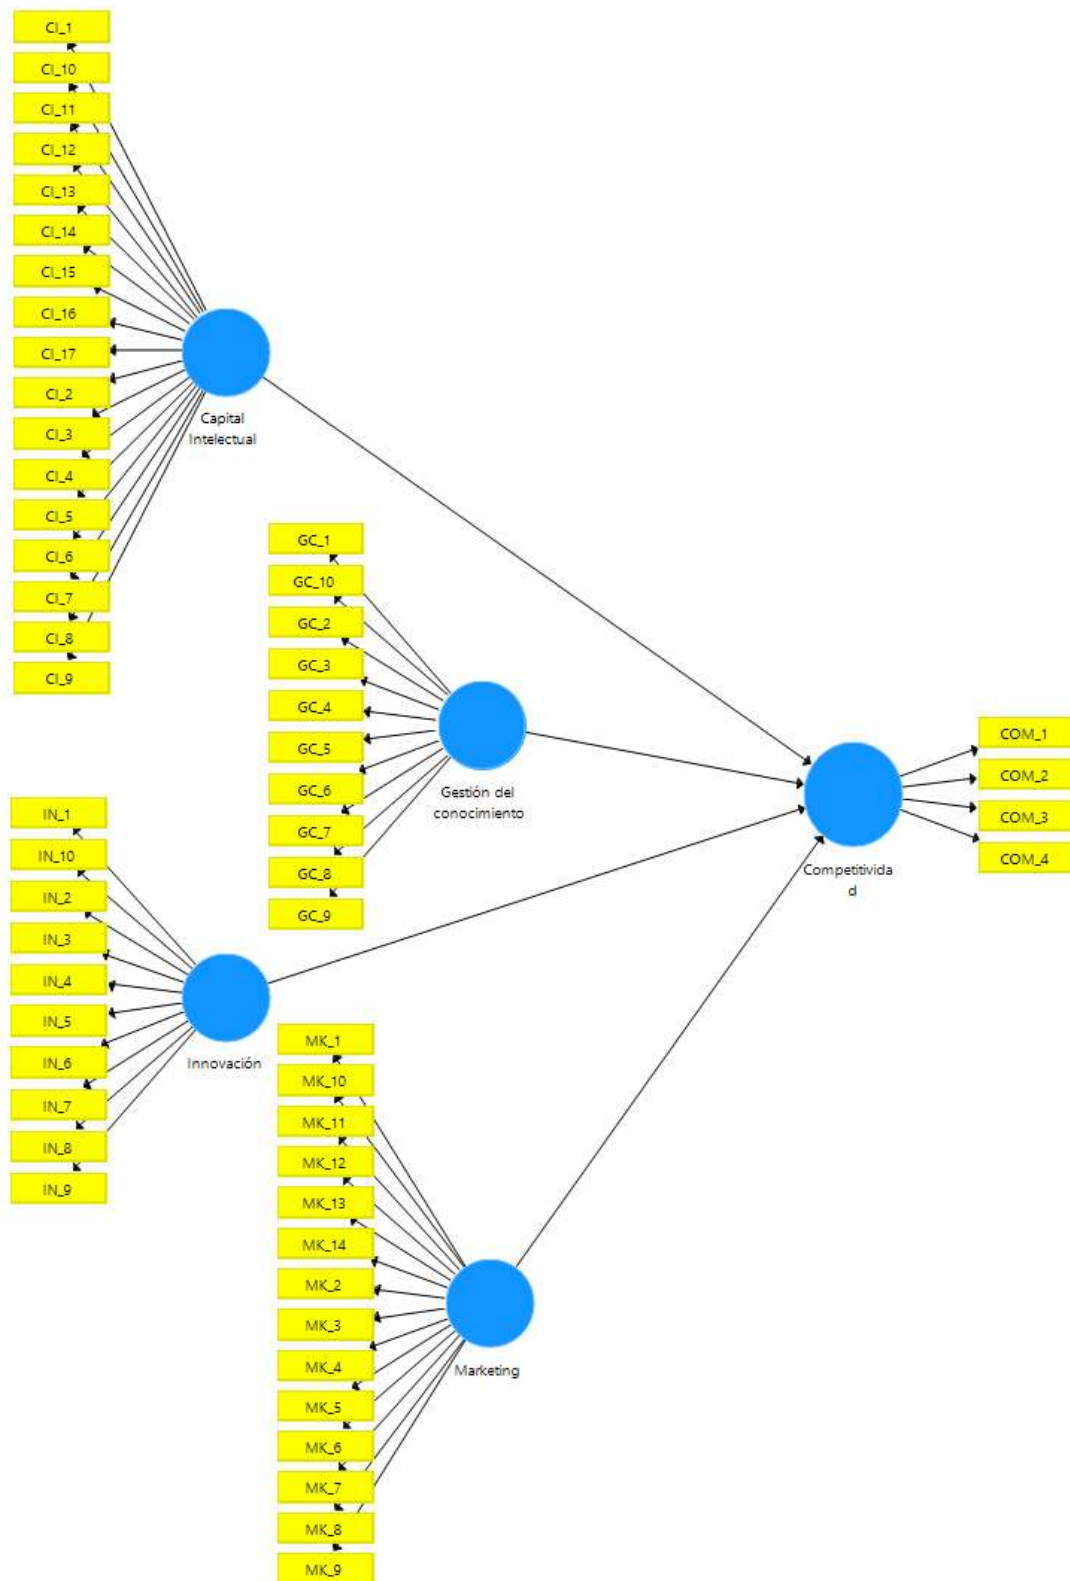 CI_1
CI_10
CI_11
CI_12
CI_13
CI_14
CI_15
CI_16
CI_17
CI_2
CI_3
CI_4
CI_5
CI_6
CI_7
CI_8
CI_9
Capital
Intelectual
GC_1
GC_10
GC_2
GC_3
GC_4
GC_5
GC_6
GC_7
GC_8
GC_9
Gestión del
conocimiento
COM_1
COM_2
COM_3
COM_4
Competitivida
d
IN_1
IN_10
IN_2
IN_3
IN_4
IN_5
IN_6
IN_7
IN_8
IN_9
Innovación
MK_1
MK_10
MK_11
MK_12
MK_13
MK_14
MK_2
MK_3
MK_4
MK_5
MK_6
MK_7
MK_8
MK_9
Marketing